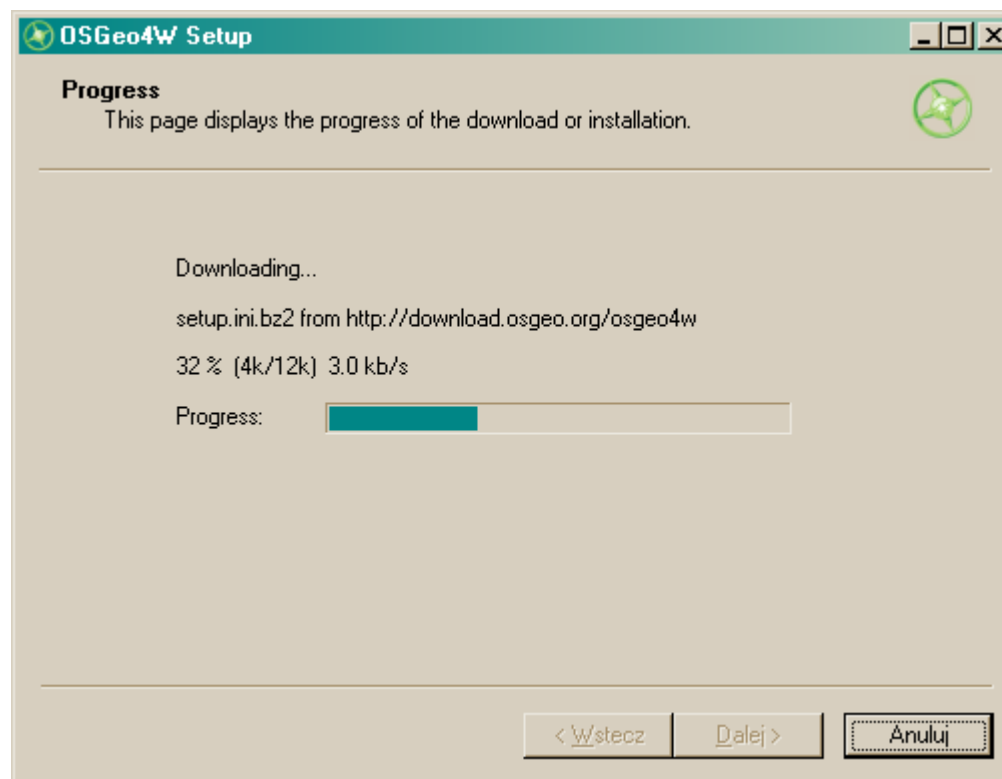 OSGeo4W Setup
Progress
This page displays the progress of the download or installation.
Downloading...
setup.ini.bz2 from http://download.osgeo.org/osgeo4w
32 % (4k/12k) 3.0 kb/s
Progress:
< Wstecz
Dalej >
Anuluj